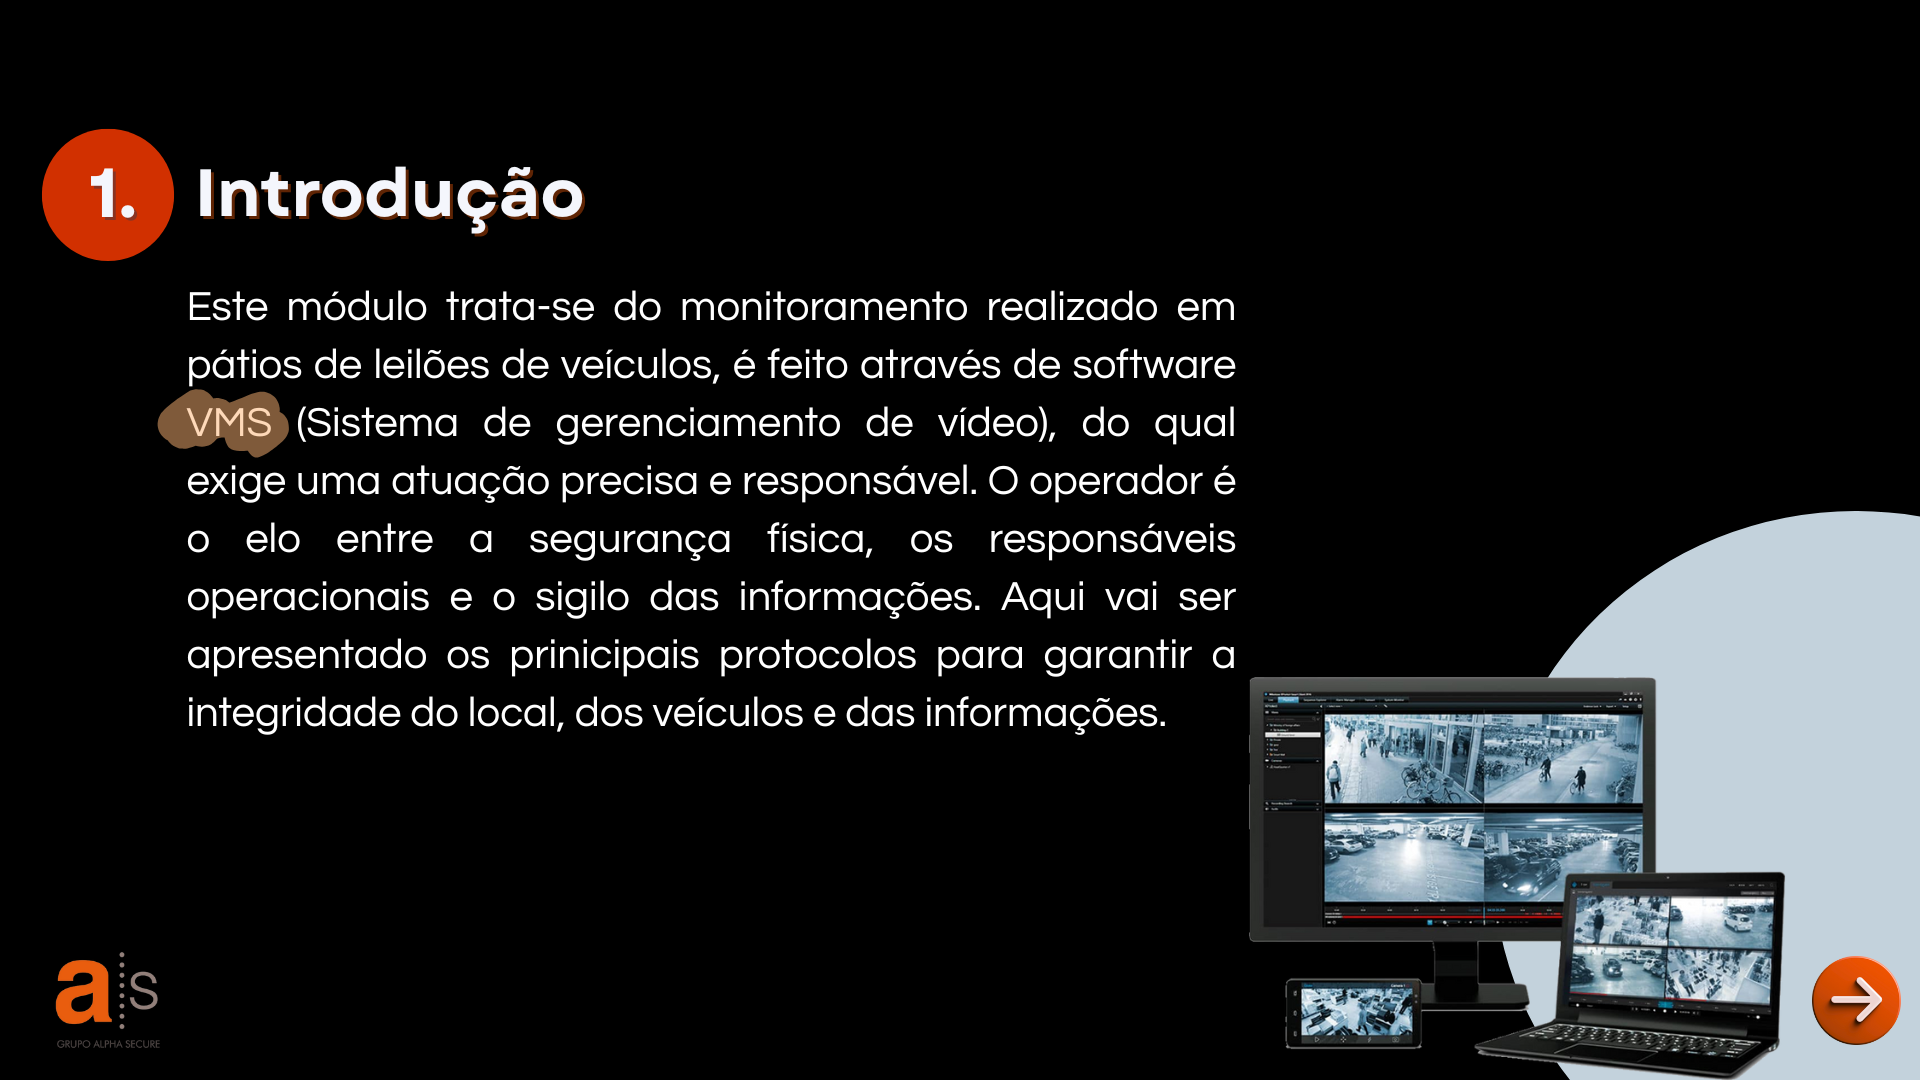 1. Introdução
Este módulo trata-se do monitoramento realizado em
pátios de leilões de veículos, é feito através de software
VMS (Sistema de gerenciamento de vídeo), do qual
exige uma atuação precisa e responsável. O operador é
o elo entre a segurança física, os responsáveis
operacionais e o sigilo das informações. Aqui vai ser
apresentado os prinicipais protocolos para garantir a
integridade do local, dos veículos e das informações.
a s
GRUPO ALPHA SECURE